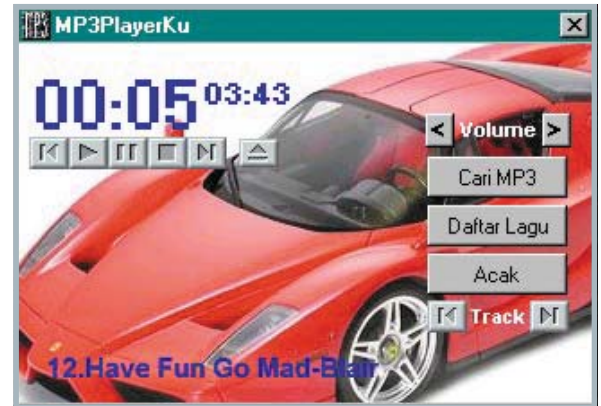 MP3PlayerKu
00:05 03:43
< Volume >
Cari MP3
Daftar Lagu
Acak
Track
12.Have Fun Go Mad-Blair